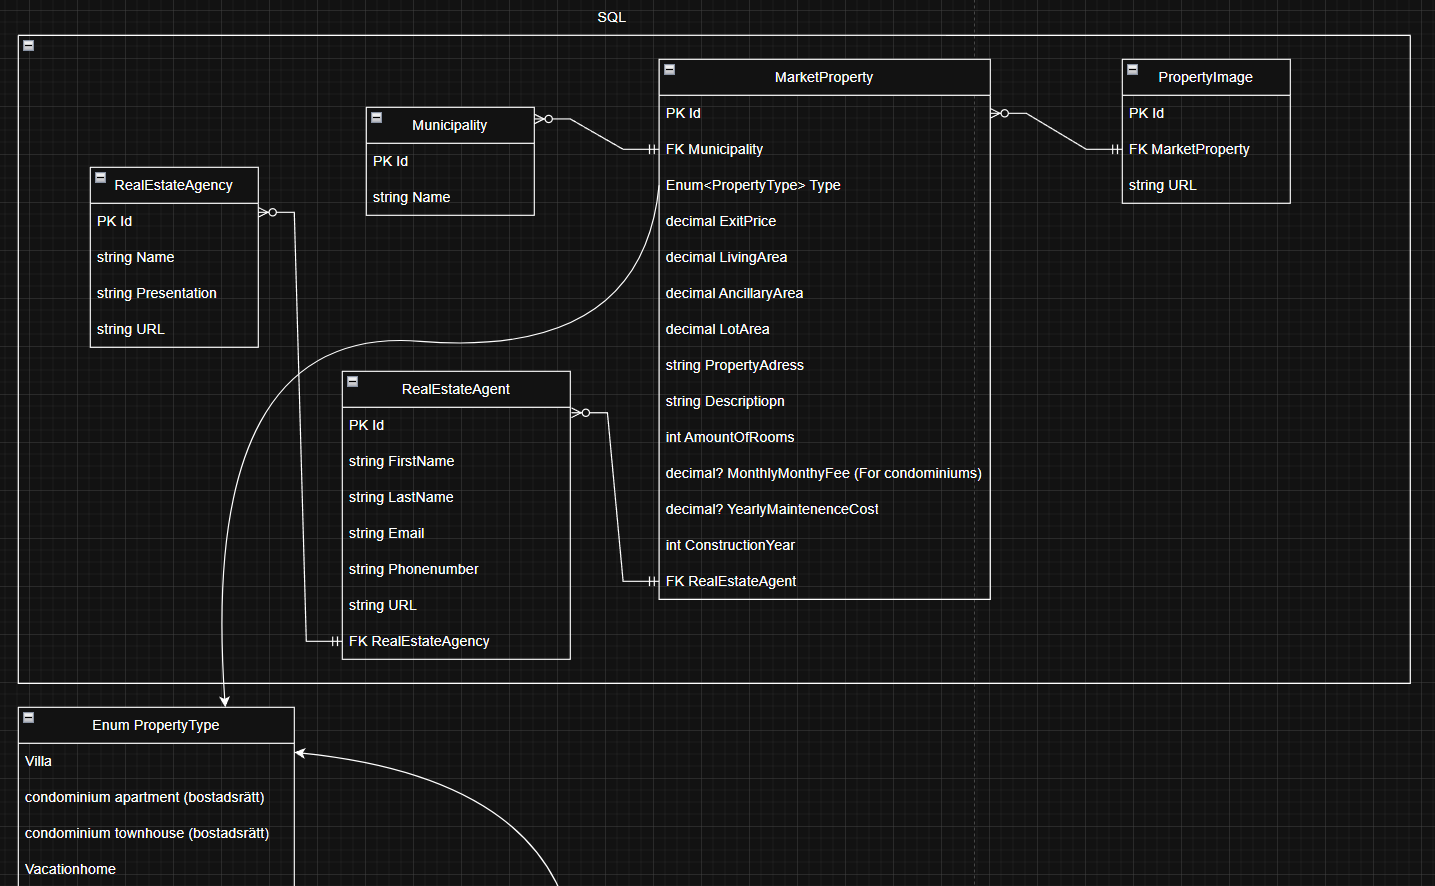 SQL
MarketProperty
PK Id
FK Municipality
Enum<PropertyType> Type
decimal ExitPrice
decimal LivingArea
decimal AncillaryArea
decimal LotArea
string PropertyAdress
string Descriptiopn
int AmountOfRooms
decimal? MonthlyMonthyFee (For condominiums)
decimal? YearlyMaintenenceCost
int ConstructionYear
FK RealEstateAgent
PropertyImage
PK Id
FK MarketProperty
string URL
Municipality
PK Id
string Name
RealEstateAgency
PK Id
string Name
string Presentation
string URL
RealEstateAgent
PK Id
string FirstName
string LastName
string Email
string Phonenumber
string URL
FK RealEstateAgency
Enum PropertyType
Villa
condominium apartment (bostadsrätt)
condominium townhouse (bostadsrätt)
Vacationhome